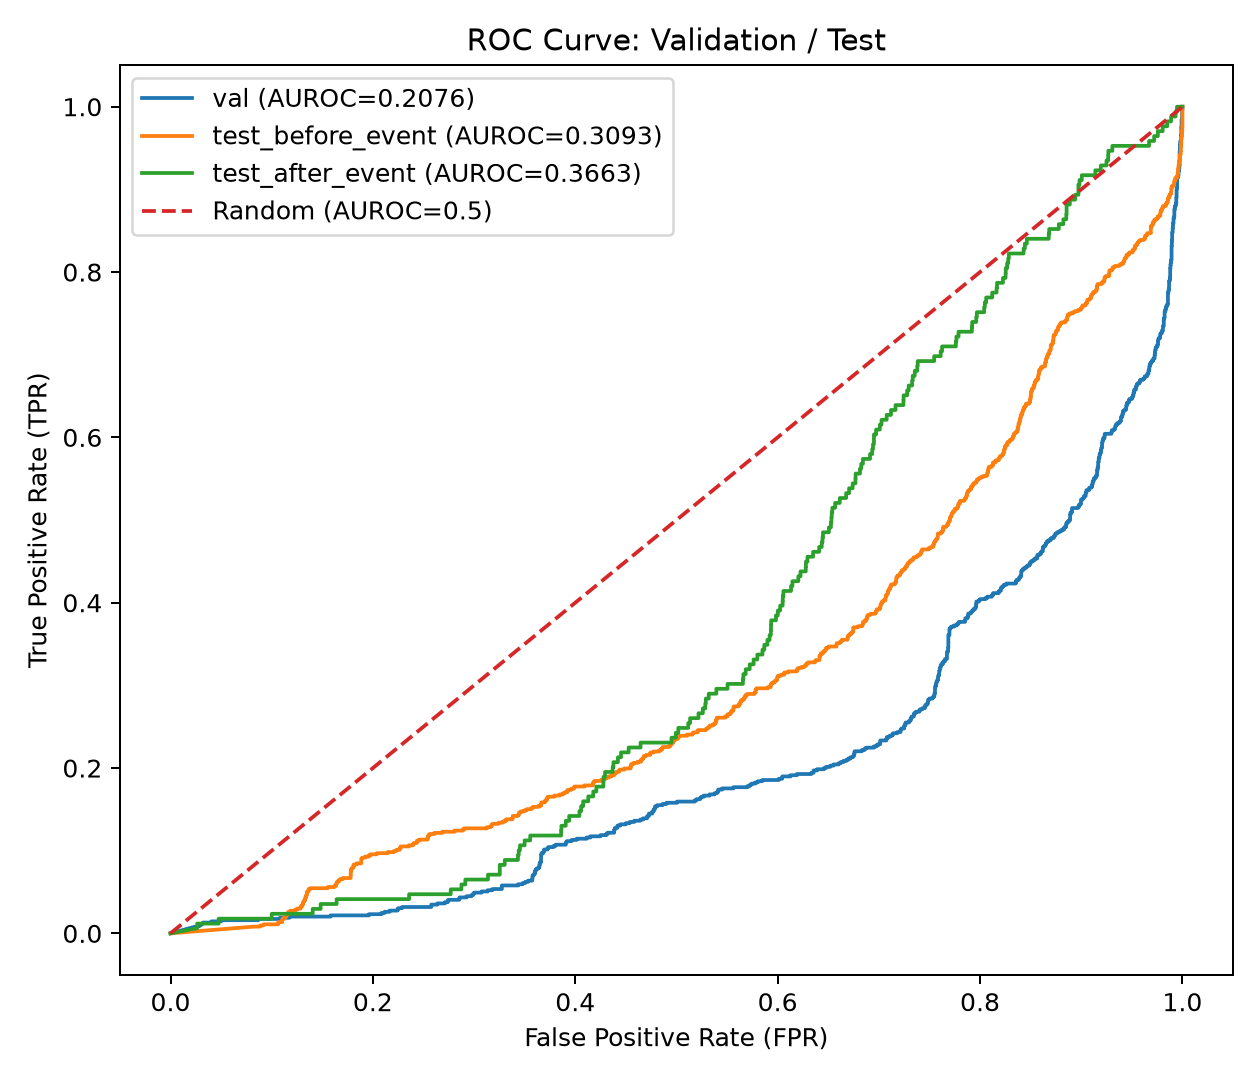 ROC Curve: Validation / Test
val (AUROC=0.2076)
test_before_event (AUROC=0.3093)
test_after_event (AUROC=0.3663)
Random (AUROC=0.5)
True Positive Rate (TPR)
1.0
0.8
0.6
0.4
0.2
0.0
0.0 0.2 0.4 0.6 0.8 1.0
False Positive Rate (FPR)